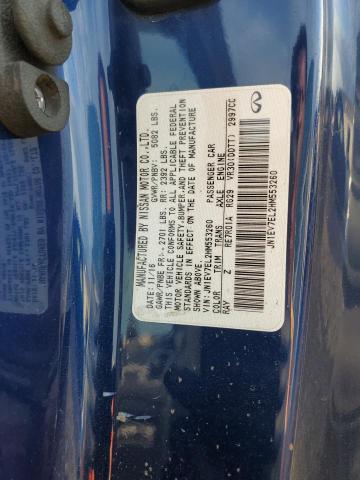 MFD BY NISSAN MOTOR CO.,LTD.
DATE: 11/16 GVWR/PNBV: 5082 LBS.
GAWR/PNBE FR:. 2701 LBS. RR: 2392 LBS.
THIS VEHICLE CONFORMS TO ALL APPLICABLE FEDERAL
MOTOR VEHICLE SAFETY,BUMPER,AND THEFT PREVENTION
STANDARDS IN EFFECT ON THE DATE OF MANUFACTURE
SHOWN ABOVE.
VIN: JN1EV7EL2HM553260 PASSENGER CAR
COLOR TRIM TRANS AXLE ENGINE
RAY Z RE7R01A RG29 VR30(DDTT) 2997CC
JN1EV7EL2HM553260